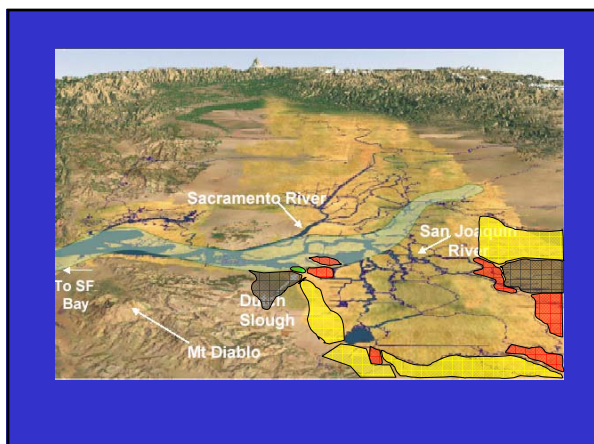 Sacramento River
San Joaquin
River
To SF
Bay
Dutch
Slough
Mt Diablo